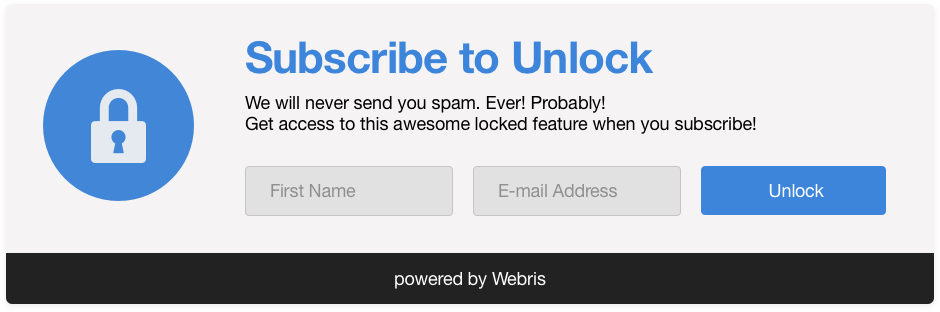 Subscribe to Unlock
We will never send you spam. Ever! Probably!
Get access to this awesome locked feature when you subscribe!
First Name
E-mail Address
Unlock
powered by Webris